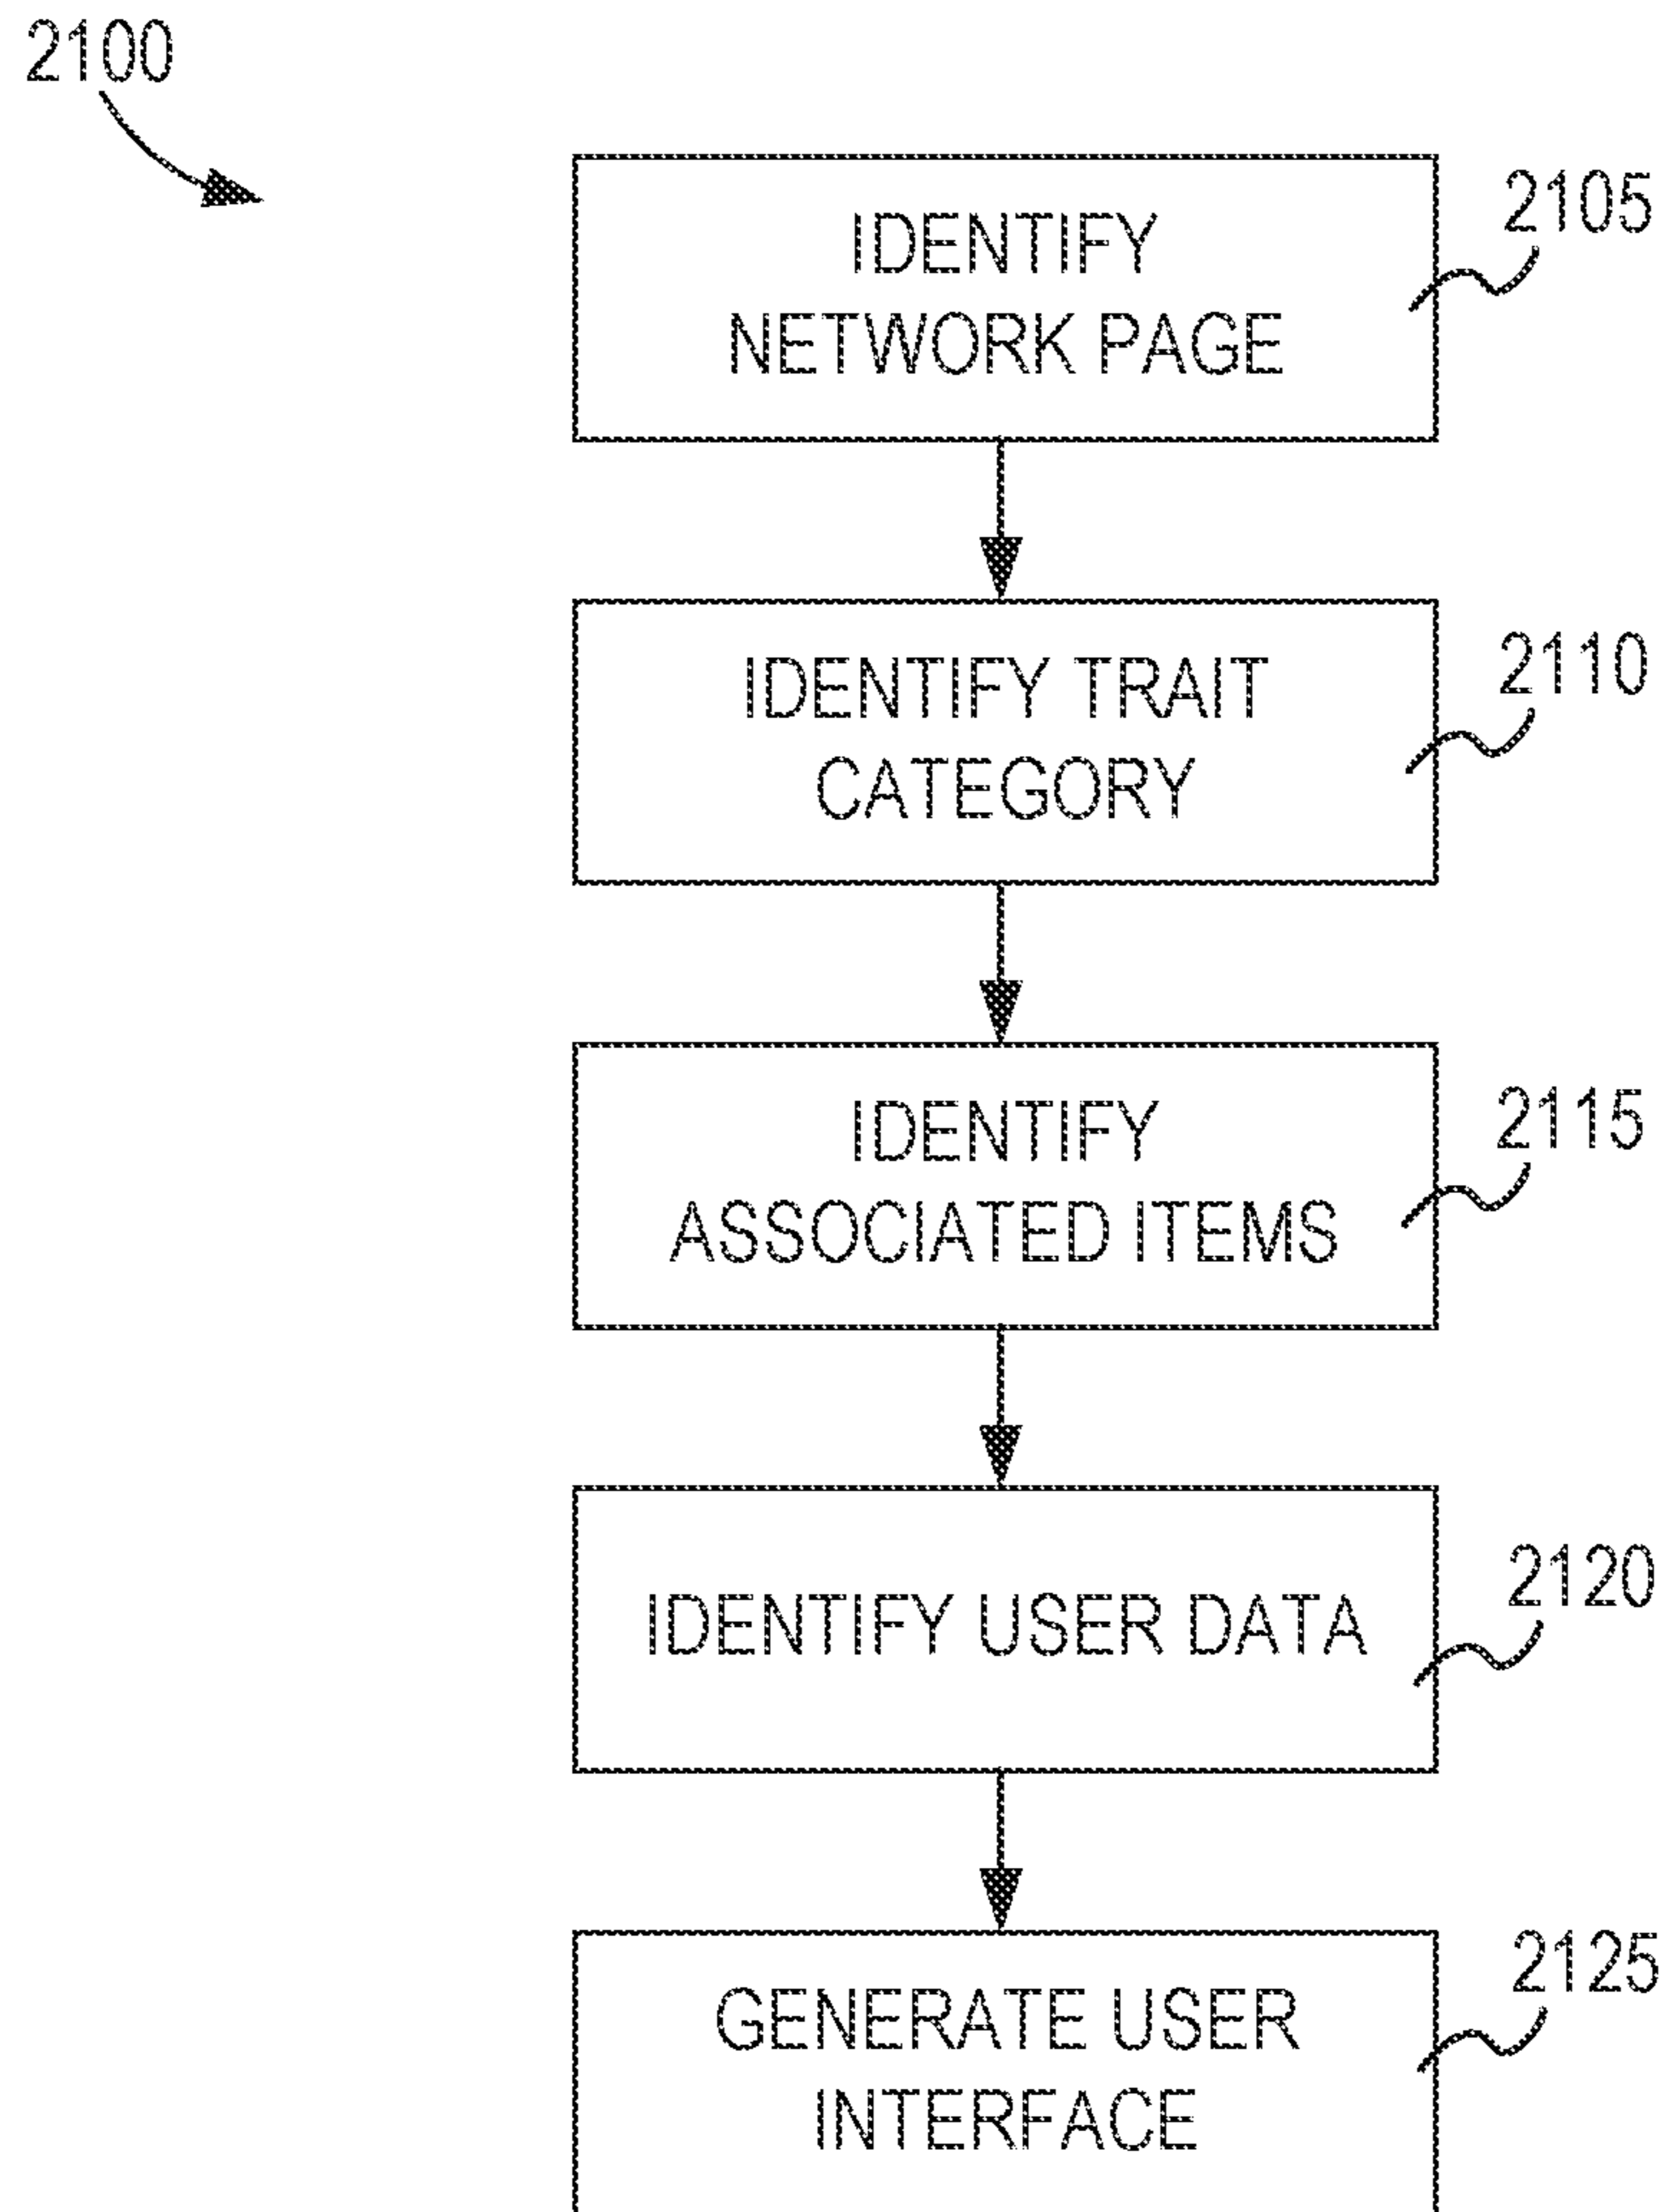 2100
IDENTIFY
NETWORK PAGE
2105
IDENTIFY TRAIT
CATEGORY
2110
IDENTIFY
ASSOCIATED ITEMS
2115
IDENTIFY USER DATA
2120
GENERATE USER
INTERFACE
2125